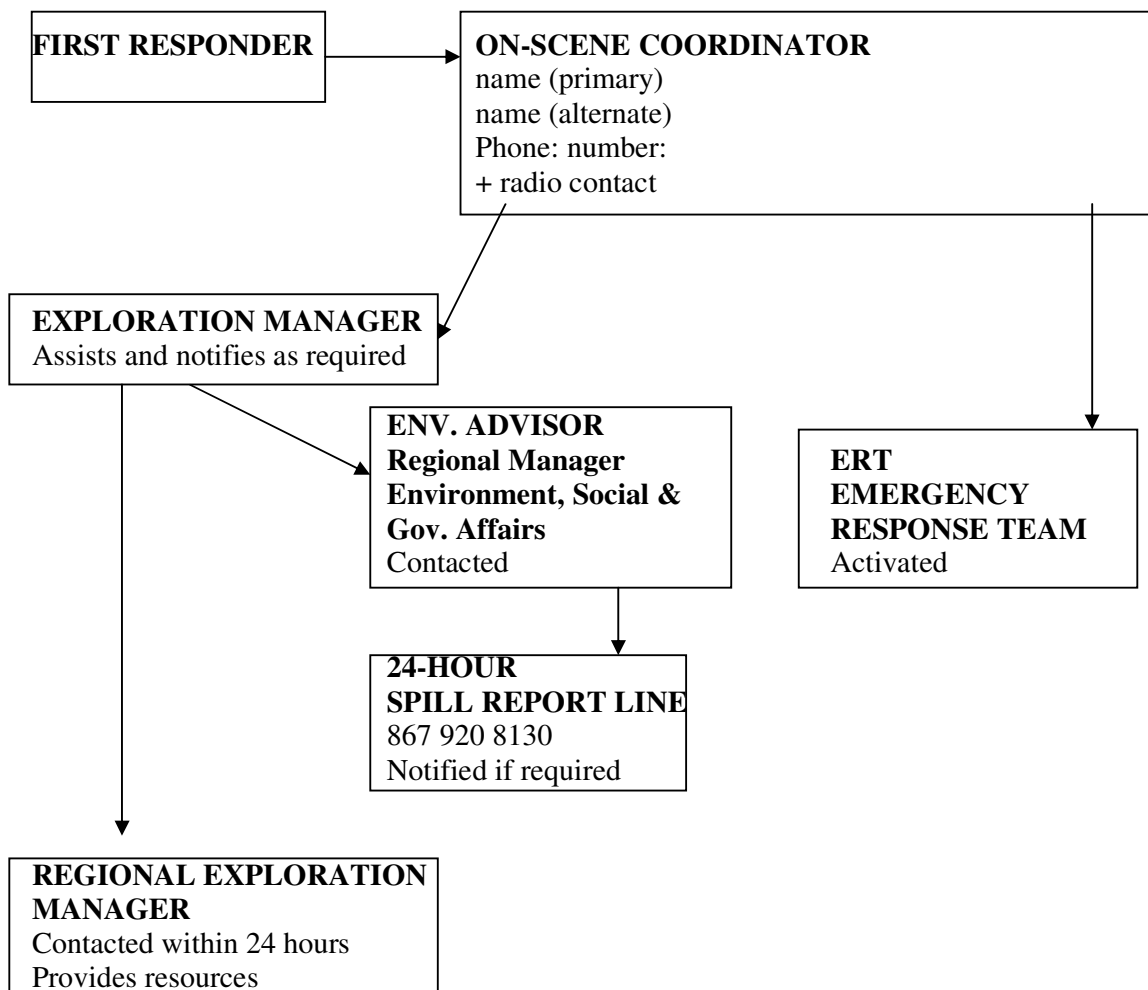 FIRST RESPONDER
ON-SCENE COORDINATOR
name (primary)
name (alternate)
Phone: number:
+ radio contact
EXPLORATION MANAGER
Assists and notifies as required
ENV. ADVISOR
Regional Manager
Environment, Social &
Gov. Affairs
Contacted
ERT
EMERGENCY
RESPONSE TEAM
Activated
24-HOUR
SPILL REPORT LINE
867 920 8130
Notified if required
REGIONAL EXPLORATION
MANAGER
Contacted within 24 hours
Provides resources